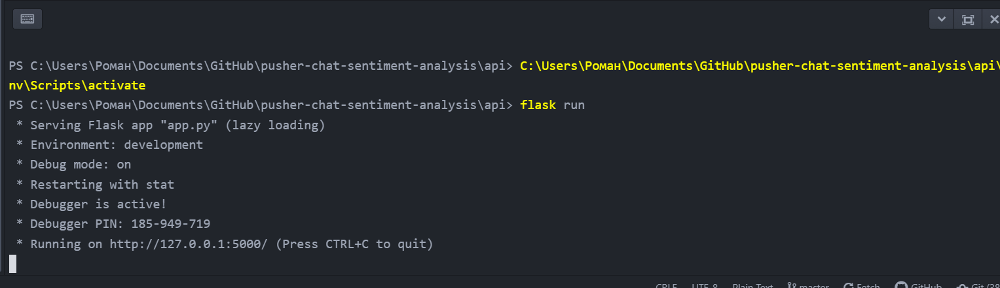 PS C:\Users\Роман\Documents\GitHub\pusher-chat-sentiment-analysis\api> C:\Users\Роман\Documents\GitHub\pusher-chat-sentiment-analysis\api\
nv\Scripts\activate
PS C:\Users\Роман\Documents\GitHub\pusher-chat-sentiment-analysis\api> flask run
 * Serving Flask app "app.py" (lazy loading)
 * Environment: development
 * Debug mode: on
 * Restarting with stat
 * Debugger is active!
 * Debugger PIN: 185-949-719
 * Running on http://127.0.0.1:5000/ (Press CTRL+C to quit)
CRLF UTF-8 Plain Text master Fetch GitHub Git